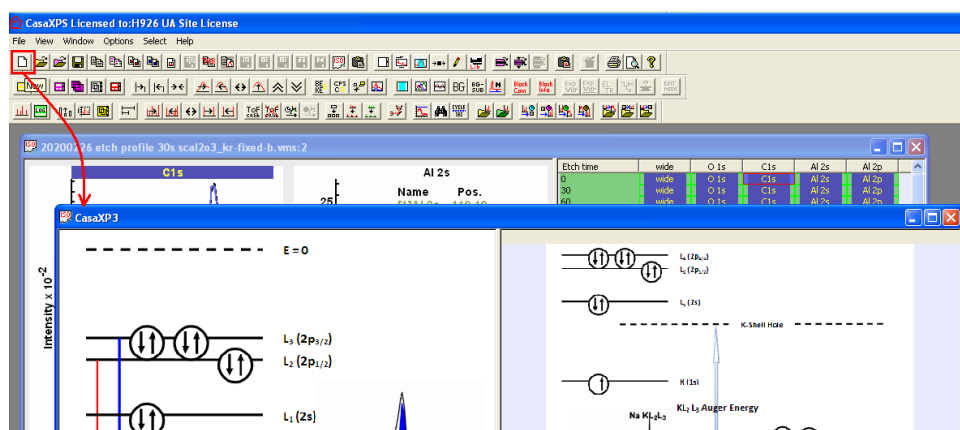 CasaXPS Licensed to:H926 UA Site License
File View Window Options Select Help
New
20200226 etch profile 30s scal2o3_kr-fixed-b.vms:2
C1s
Al 2s
Name Pos.
25
Etch time wide O 1s C1s Al 2s Al 2p
0 wide O 1s C1s Al 2s Al 2p
30 wide O 1s C1s Al 2s Al 2p
60 wide O 1s C1s Al 2s Al 2p
CasaXP3
Intensity x 10⁻²
E = 0
L₃ (2p₃/₂)
L₂ (2p₁/₂)
L₁ (2s)
L₃ (2p₃/₂)
L₂ (2p₁/₂)
L₁ (2s)
K-Shell Hole
K (1s)
KL₂ L₃ Auger Energy
Na KL₂L₃